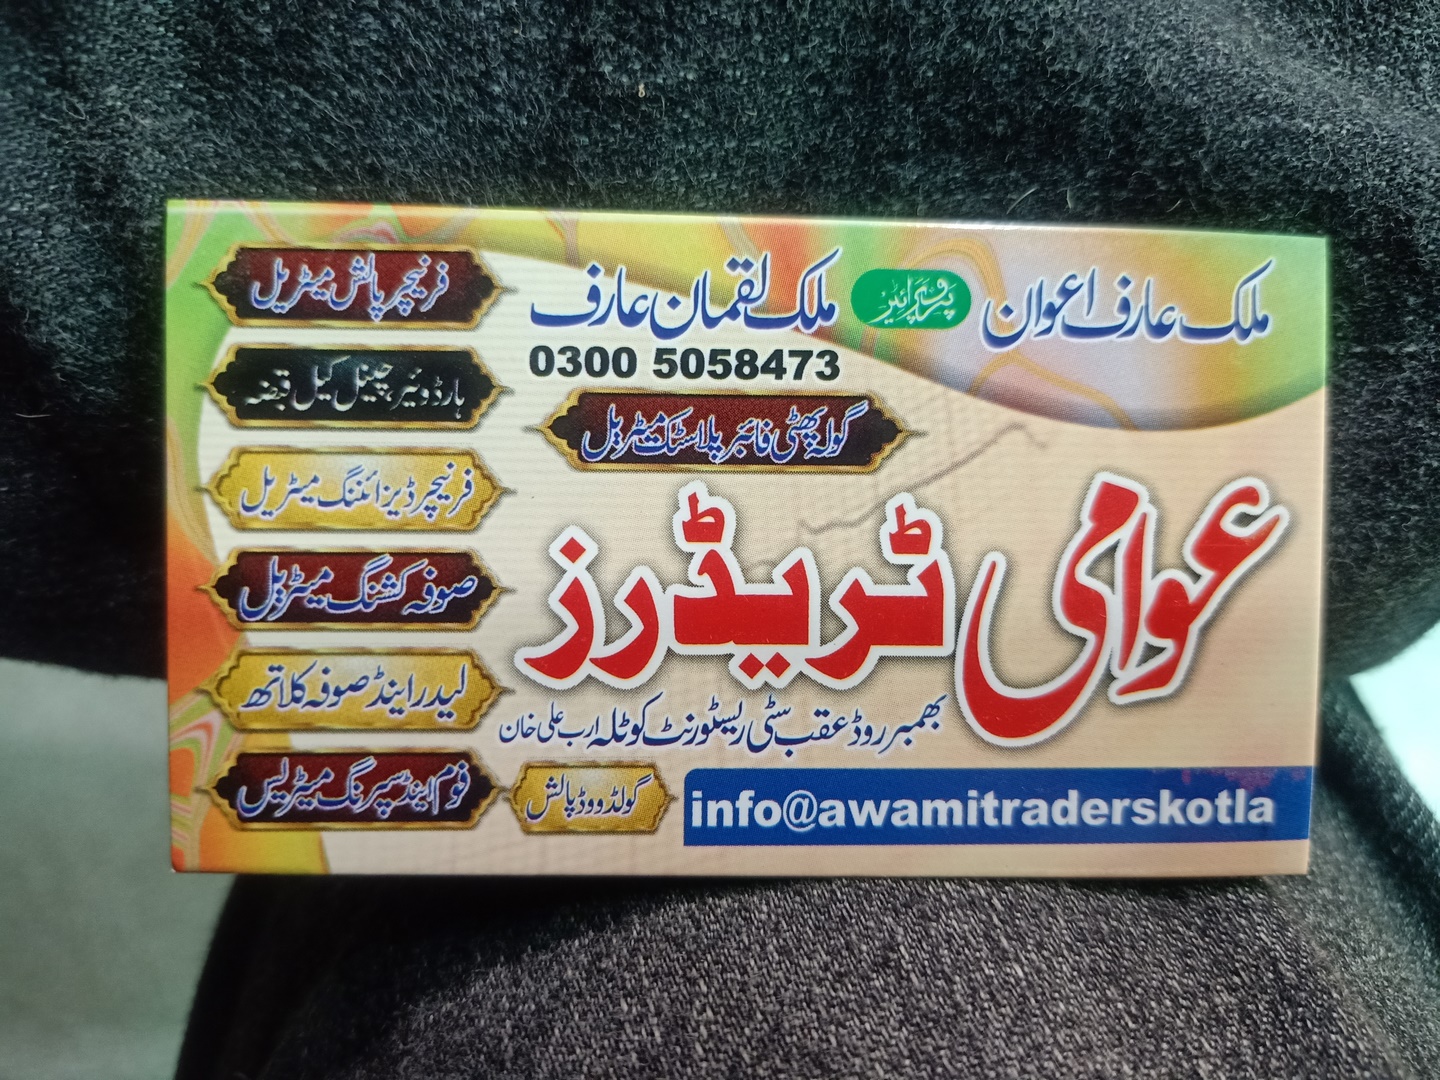 ملک عارف اعوان پروپرائیٹر ملک لقمان عارف
0300 5058473
گولہ پھٹی فائبر پلاسٹک میٹریل
عوامی ٹریڈرز
بھمبر روڈ عقب سٹی ریسٹورنٹ کوٹلہ ارب علی خان
info@awamitraderskotla
فرنیچر پالش میٹریل
ہارڈوئیر چینل کیل قبضہ
فرنیچر ڈیزائننگ میٹریل
صوفہ کشنگ میٹریل
لیدر اینڈ صوفہ کلاتھ
فوم اینڈ سپرنگ میٹریس
گولڈ ووڈ پالش